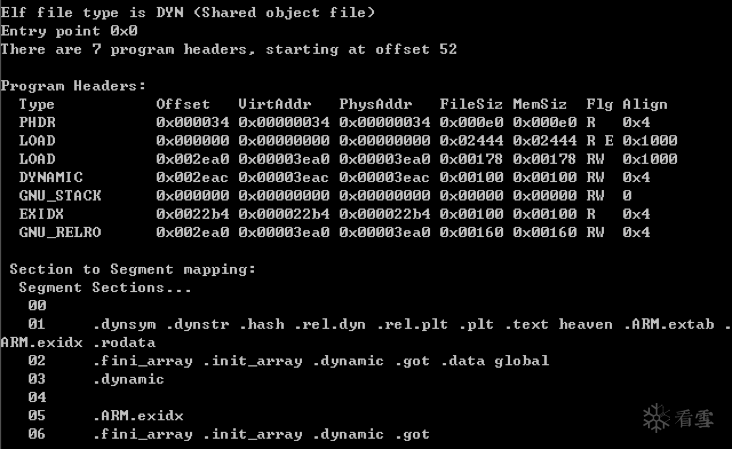 Elf file type is DYN (Shared object file)
Entry point 0x0
There are 7 program headers, starting at offset 52

Program Headers:
  Type           Offset   VirtAddr   PhysAddr   FileSiz MemSiz  Flg Align
  PHDR           0x000034 0x00000034 0x00000034 0x000e0 0x000e0 R   0x4
  LOAD           0x000000 0x00000000 0x00000000 0x02444 0x02444 R E 0x1000
  LOAD           0x002ea0 0x00003ea0 0x00003ea0 0x00178 0x00178 RW  0x1000
  DYNAMIC        0x002eac 0x00003eac 0x00003eac 0x00100 0x00100 RW  0x4
  GNU_STACK      0x000000 0x00000000 0x00000000 0x00000 0x00000 RW  0
  EXIDX          0x0022b4 0x000022b4 0x000022b4 0x00100 0x00100 R   0x4
  GNU_RELRO      0x002ea0 0x00003ea0 0x00003ea0 0x00160 0x00160 RW  0x4

 Section to Segment mapping:
  Segment Sections...
   00
   01     .dynsym .dynstr .hash .rel.dyn .rel.plt .plt .text heaven .ARM.extab .
ARM.exidx .rodata
   02     .fini_array .init_array .dynamic .got .data global
   03     .dynamic
   04
   05     .ARM.exidx
   06     .fini_array .init_array .dynamic .got
看雪